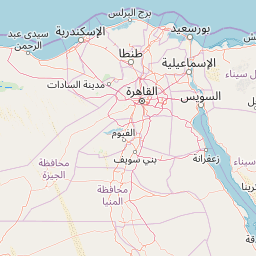 برج البرلس
بورسعيد
الإسكندرية
سيدى عبد
الرحمن
طنطا
الإسماعيلية
مدينة السادات
القاهرة
السويس
الفيوم
بني سويف
زعفرانة
محافظة
الجيزة
محافظة
المنيا